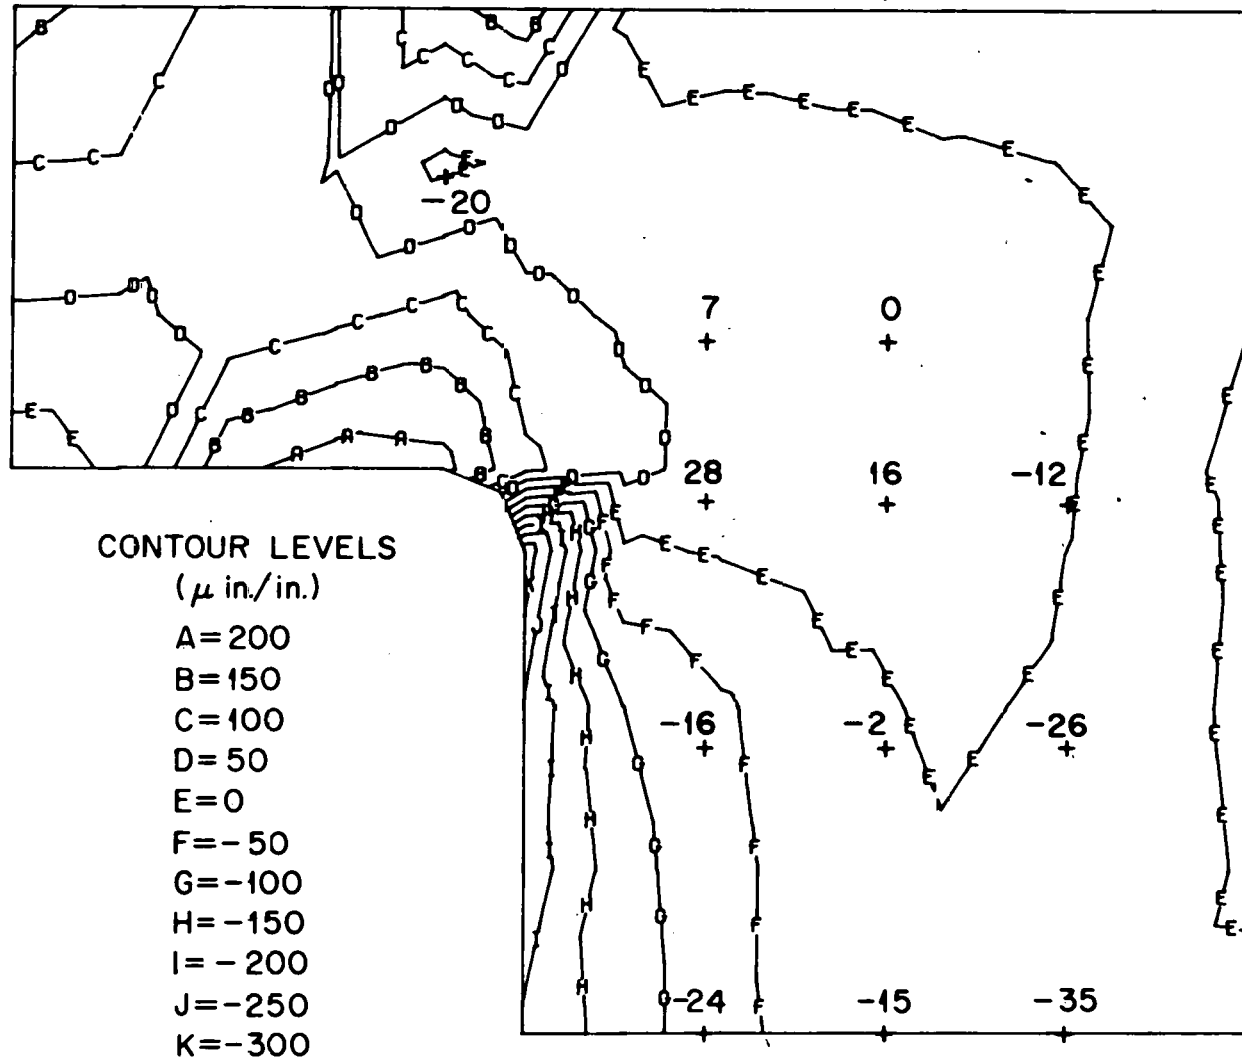 B B B
C C
D D C C C C C D E
E E E E E E E
D D D D
C C E E
-20
D E
D D D
D D D D E
7 0
D C C C C D
B B B D E
E C B D E
E A A B C D
B
28 16 -12
E
CONTOUR LEVELS
(μ in./in.)
A=200
B=150
C=100
D=50
E=0
F=-50
G=-100
H=-150
I=-200
J=-250
K=-300
-16 -2 -26
-24 -15 -35